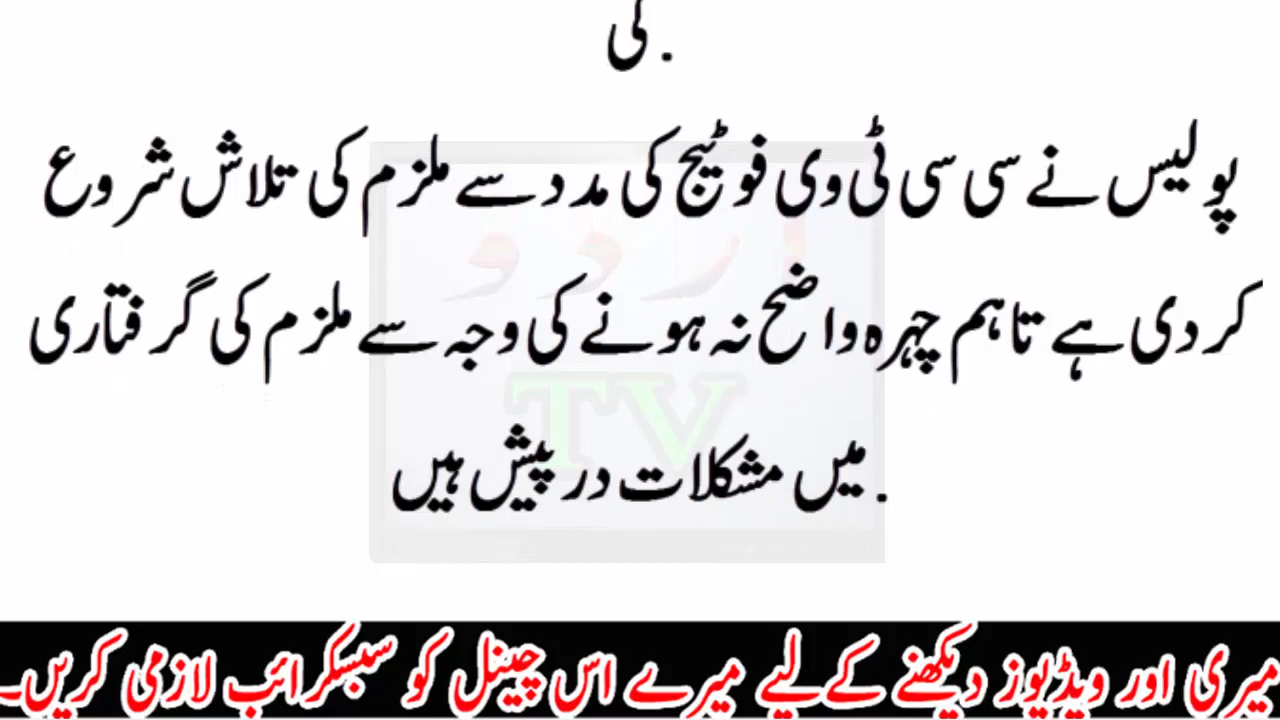 کی.
پولیس نے سی سی ٹی وی فوٹیج کی مدد سے ملزم کی تلاش شروع
کر دی ہے تاہم چہرہ واضح نہ ہونے کی وجہ سے ملزم کی گرفتاری
میں مشکلات درپیش ہیں.
اردو
TV
میری اور ویڈیوز دیکھنے کے لیے میرے اس چینل کو سبسکرائب لازمی کریں۔